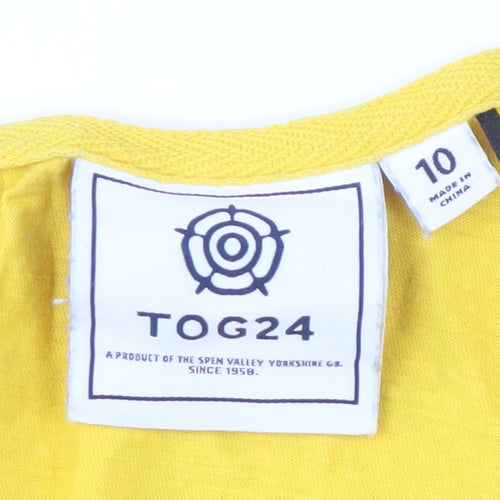 TOG24
A PRODUCT OF THE SPEN VALLEY YORKSHIRE GB.
SINCE 1958.
10
MADE IN
CHINA